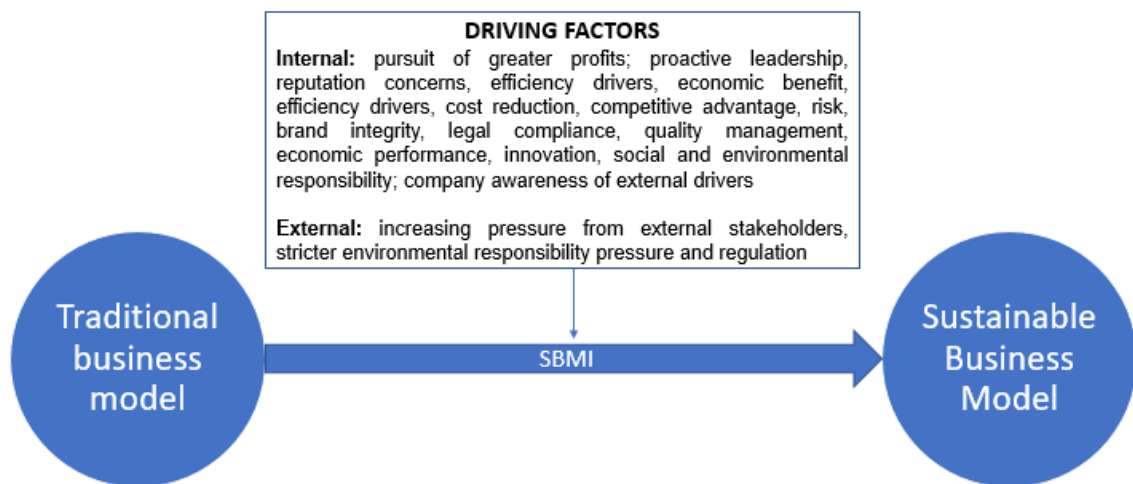 DRIVING FACTORS
Internal: pursuit of greater profits; proactive leadership,
reputation concerns, efficiency drivers, economic benefit,
efficiency drivers, cost reduction, competitive advantage, risk,
brand integrity, legal compliance, quality management,
economic performance, innovation, social and environmental
responsibility; company awareness of external drivers
External: increasing pressure from external stakeholders,
stricter environmental responsibility pressure and regulation
Traditional
business
model
SBMI
Sustainable
Business
Model